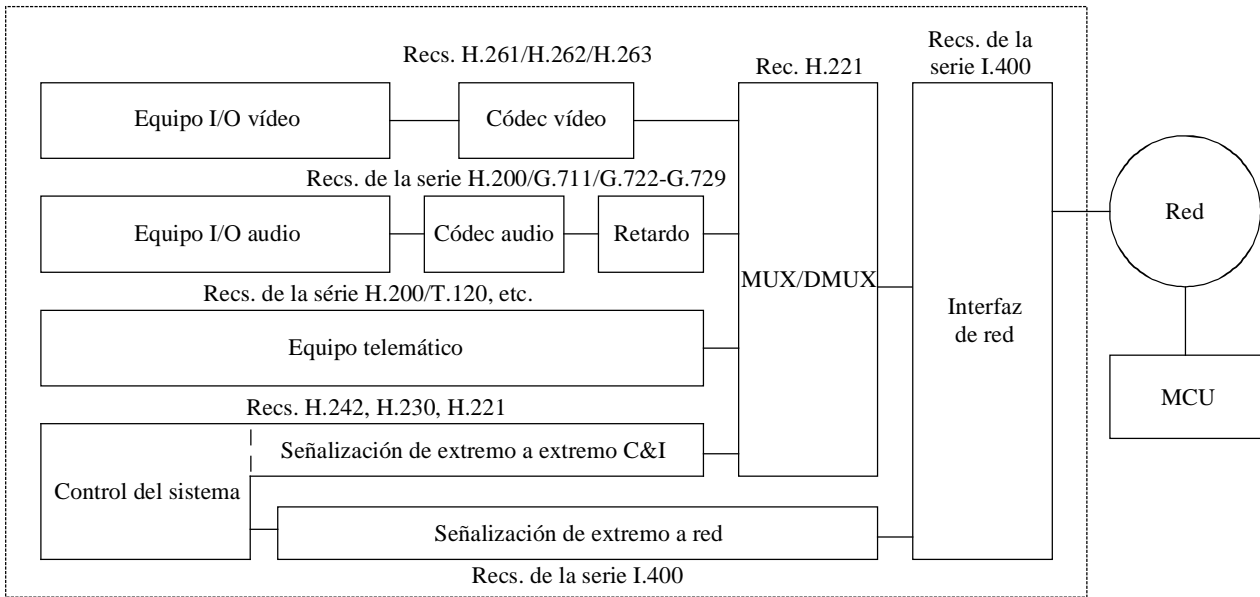 Recs. H.261/H.262/H.263
Rec. H.221
Recs. de la
serie I.400
Equipo I/O vídeo
Códec vídeo
Recs. de la serie H.200/G.711/G.722-G.729
Equipo I/O audio
Códec audio
Retardo
Red
MUX/DMUX
Recs. de la série H.200/T.120, etc.
Equipo telemático
Interfaz
de red
MCU
Recs. H.242, H.230, H.221
Señalización de extremo a extremo C&I
Control del sistema
Señalización de extremo a red
Recs. de la serie I.400